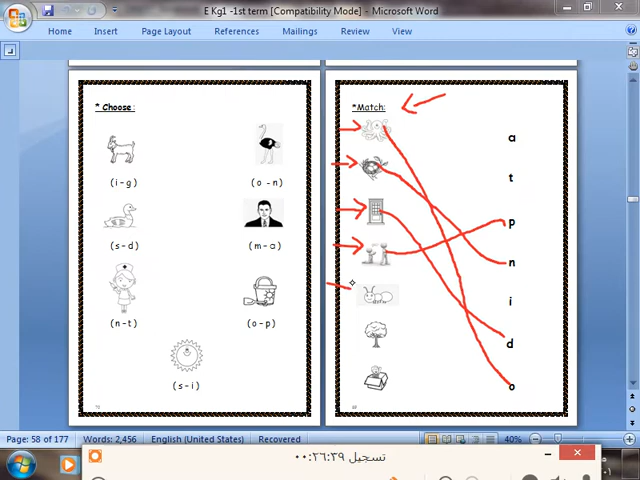 E Kg1 -1st term [Compatibility Mode] - Microsoft Word
Home Insert Page Layout References Mailings Review View
* Choose :
(i - g) (o - n)
(s - d) (m - a)
(n - t) (o - p)
(s - i)
*Match:
a
t
p
n
i
d
o
Page: 58 of 177 Words: 2,456 English (United States) Recovered 40%
تسجيل ٠٠:٢٦:٣٩